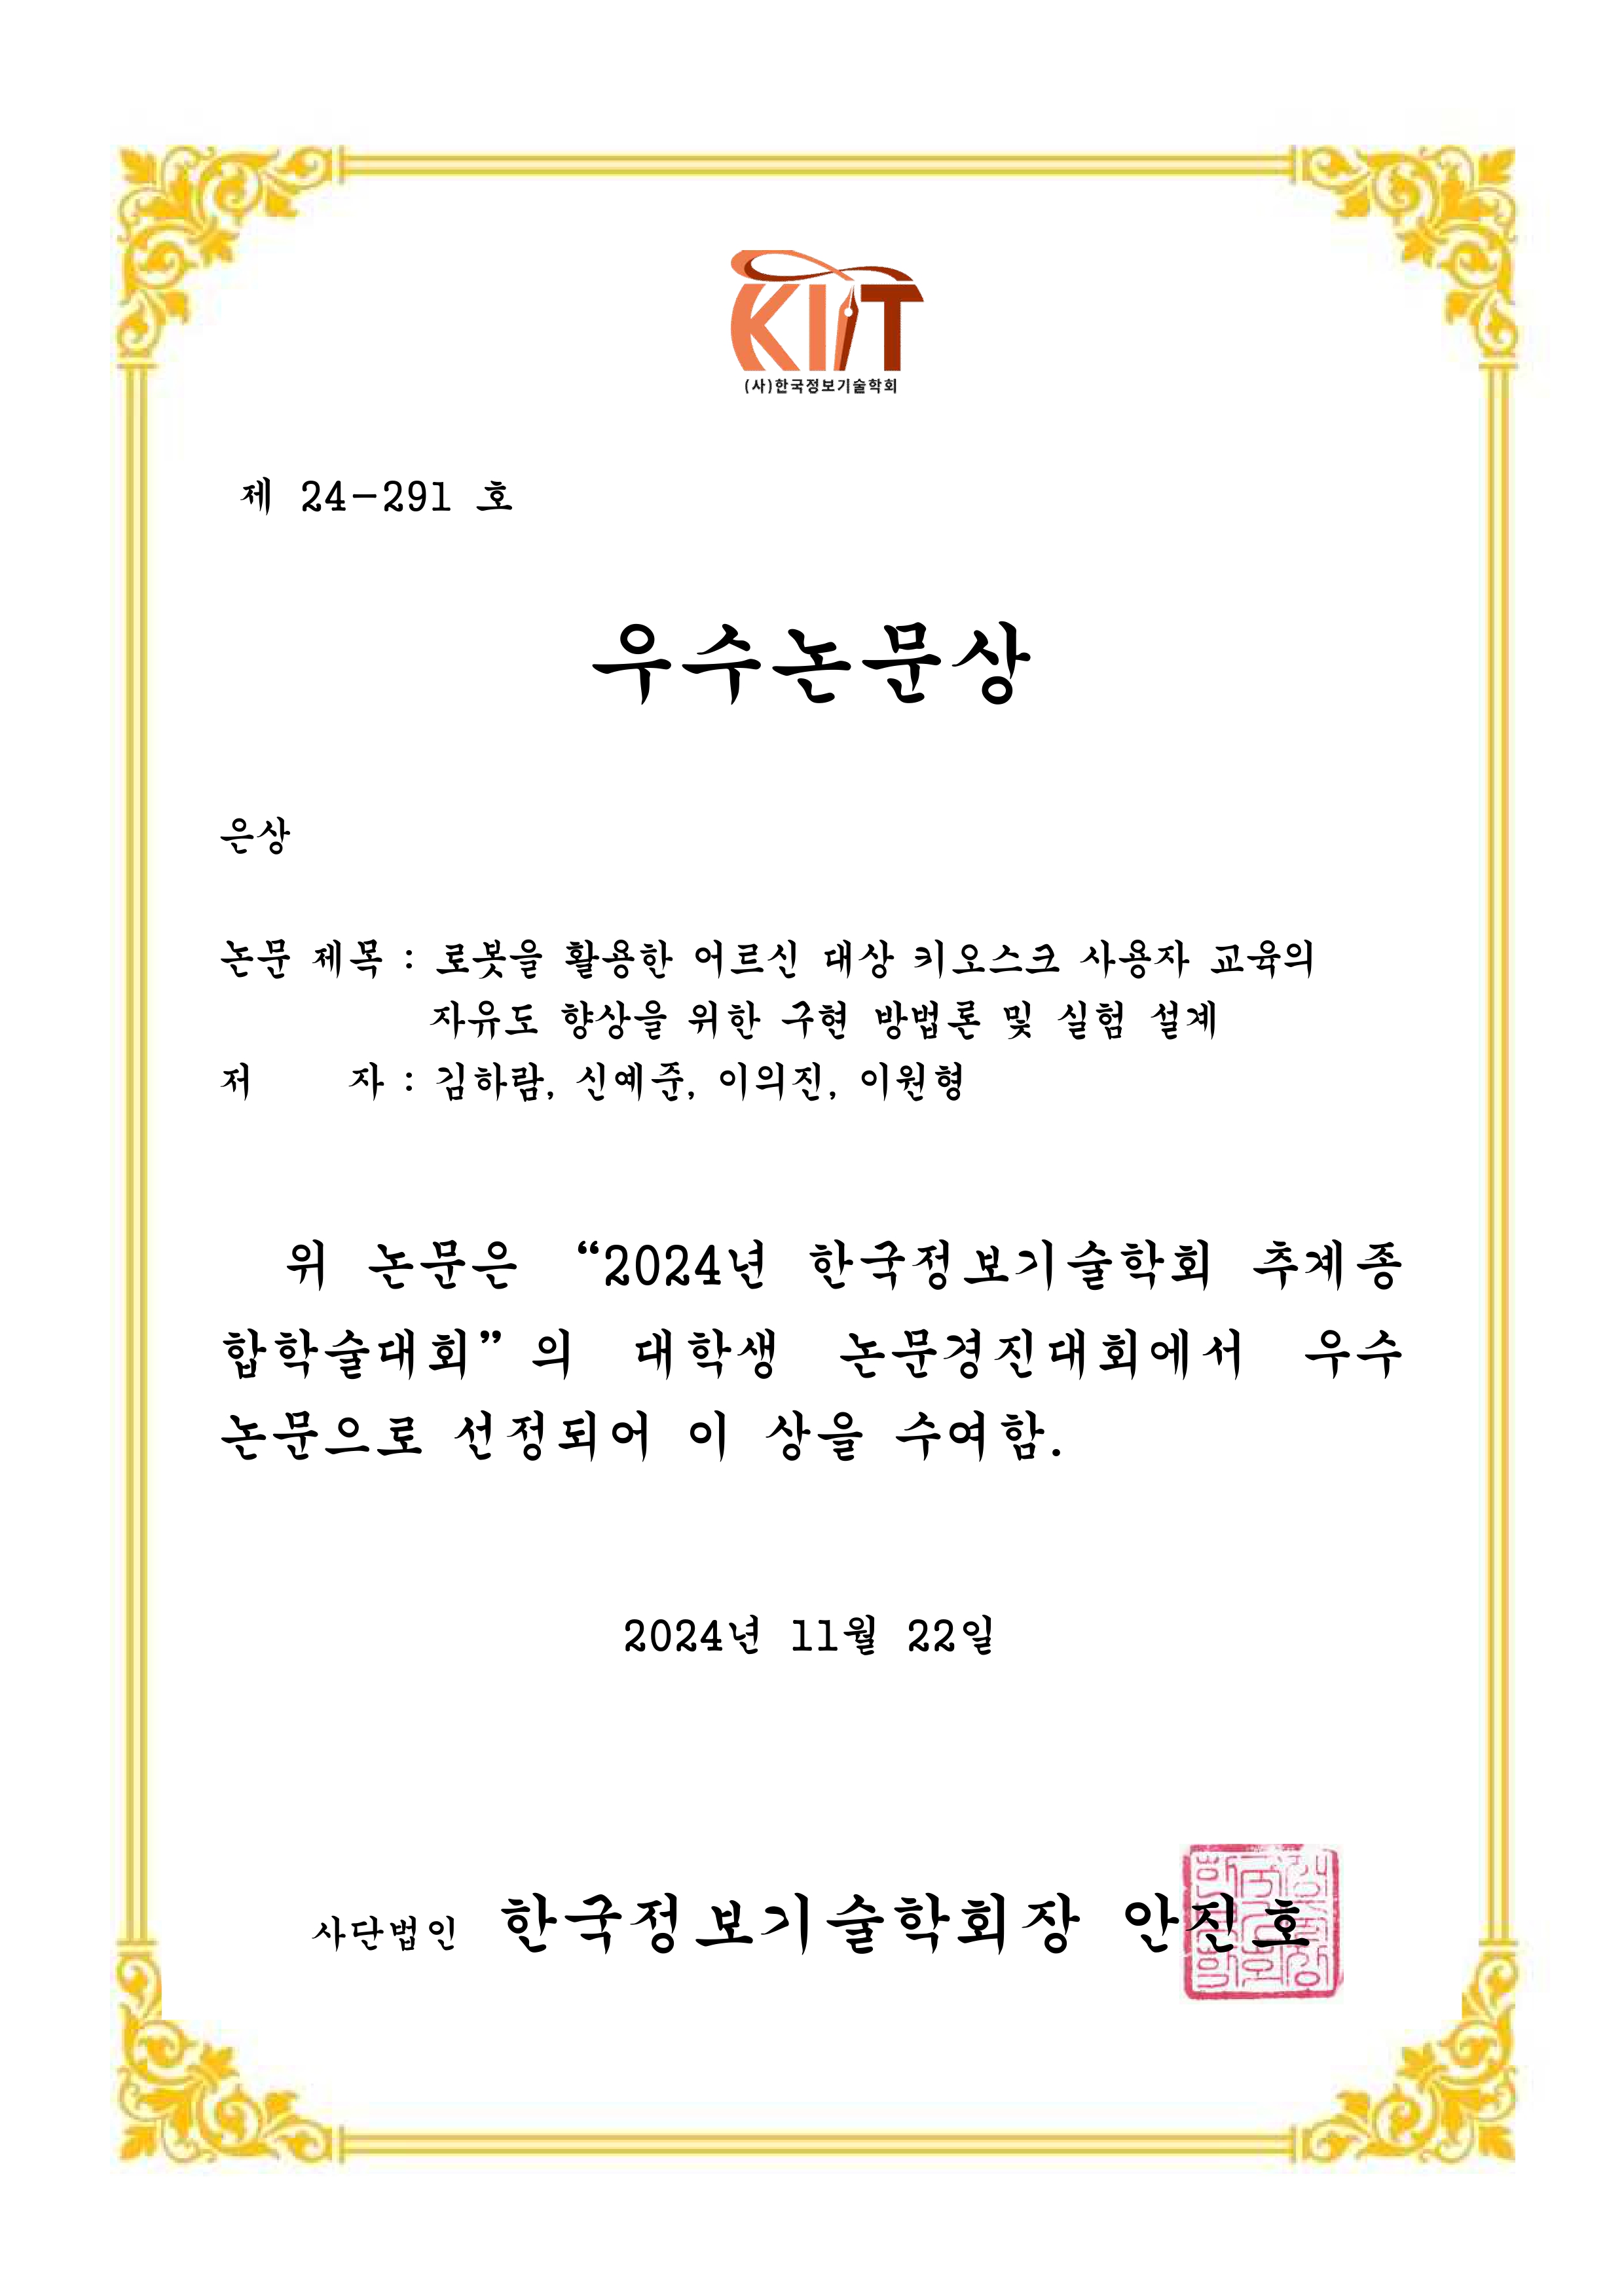 KIIT
(사)한국정보기술학회
제 24-291 호
우수논문상
은상
논문 제목 : 로봇을 활용한 어르신 대상 키오스크 사용자 교육의
자유도 향상을 위한 구현 방법론 및 실험 설계
저 자 : 김하람, 신예준, 이의진, 이원형
위 논문은 “2024년 한국정보기술학회 추계종
합학술대회”의 대학생 논문경진대회에서 우수
논문으로 선정되어 이 상을 수여함.
2024년 11월 22일
사단법인 한국정보기술학회장 안진호